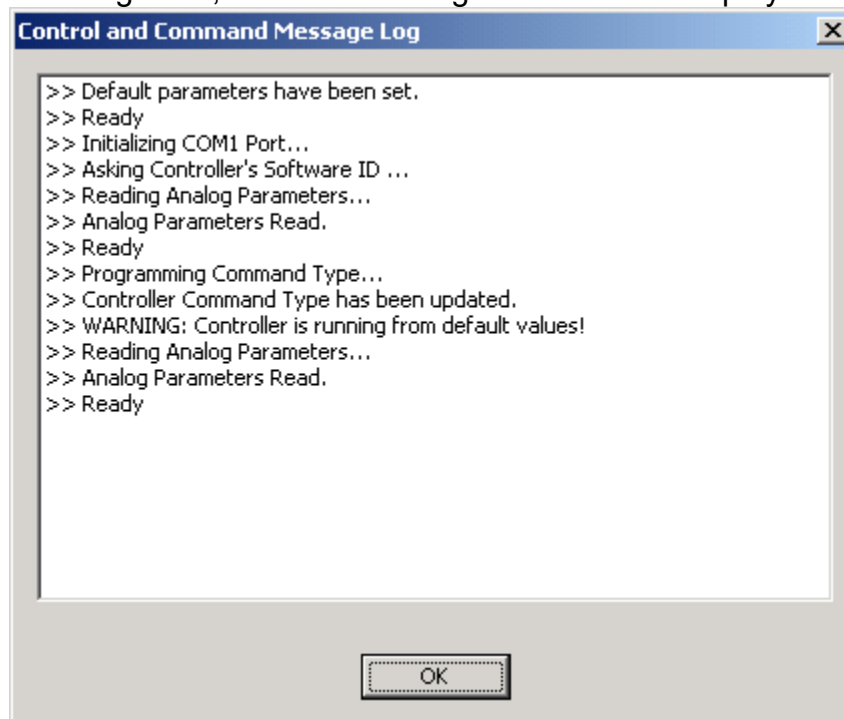 Control and Command Message Log
>> Default parameters have been set.
>> Ready
>> Initializing COM1 Port...
>> Asking Controller's Software ID ...
>> Reading Analog Parameters...
>> Analog Parameters Read.
>> Ready
>> Programming Command Type...
>> Controller Command Type has been updated.
>> WARNING: Controller is running from default values!
>> Reading Analog Parameters...
>> Analog Parameters Read.
>> Ready
OK